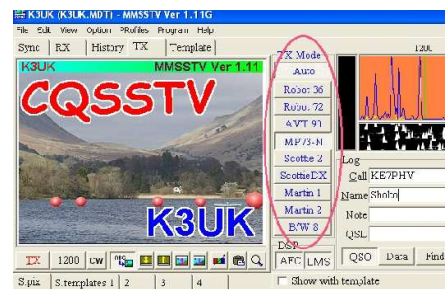 K3UK (K3UK.MDT) - MMSSTV Ver 1.11G
File Edit View Option PRofiles Program Help
Sync RX History TX Template
K3UK MMSSTV Ver 1.11
CQSSTV
K3UK
TX 1200 CW
S.pix S.templates 1 2 3 4
TX Mode
Auto
Robot 36
Robot 72
AVT 90
MP73-N
Scottie 2
ScottieDX
Martin 1
Martin 2
B/W 8
DSP
AFC LMS
1200
Log
Call KE7PHV
Name Shoko
Note
QSL
QSO Data Find
Show with template